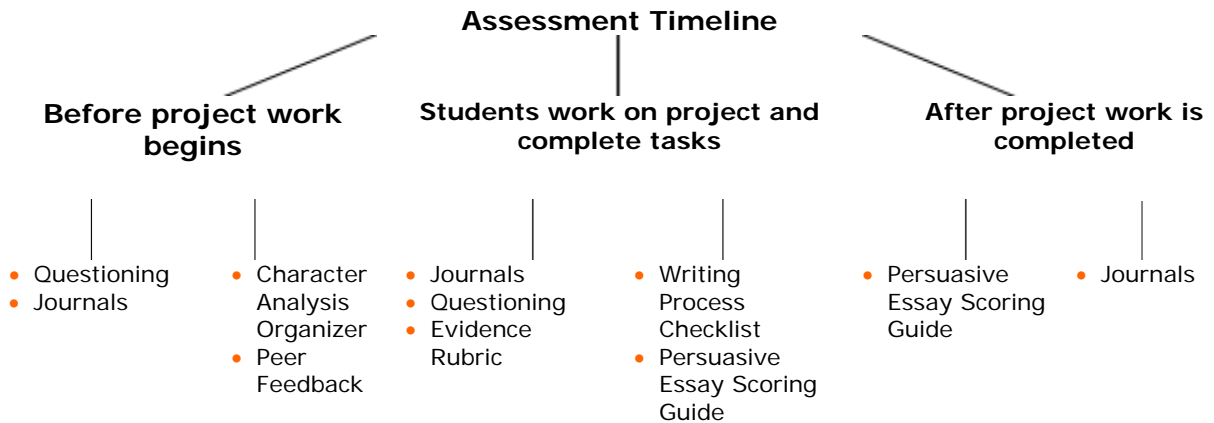 Assessment Timeline
Before project work
begins
Students work on project and
complete tasks
After project work is
completed
• Questioning
• Journals
• Character
Analysis
Organizer
• Peer
Feedback
• Journals
• Questioning
• Evidence
Rubric
• Writing
Process
Checklist
• Persuasive
Essay Scoring
Guide
• Persuasive
Essay Scoring
Guide
• Journals